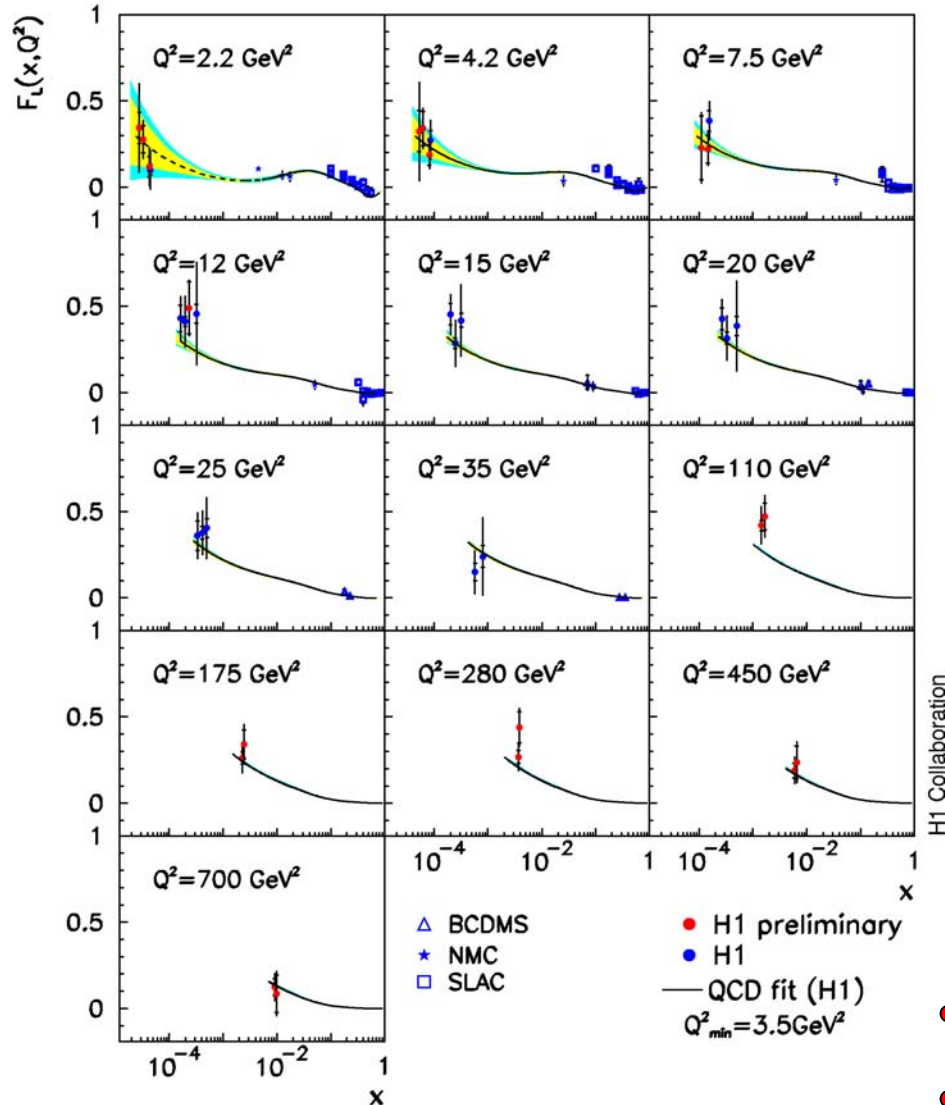 F_L(x,Q²)
1
Q²=2.2 GeV²
Q²=4.2 GeV²
Q²=7.5 GeV²
0.5
0
1
Q²=12 GeV²
Q²=15 GeV²
Q²=20 GeV²
0.5
0
1
Q²=25 GeV²
Q²=35 GeV²
Q²=110 GeV²
0.5
0
1
Q²=175 GeV²
Q²=280 GeV²
Q²=450 GeV²
0.5
0
1
10⁻⁴ 10⁻² 1
10⁻⁴ 10⁻² 1
x
Q²=700 GeV²
0.5
0
10⁻⁴ 10⁻² 1
x
BCDMS
NMC
SLAC
H1 preliminary
H1
QCD fit (H1)
Q²min=3.5GeV²
H1 Collaboration